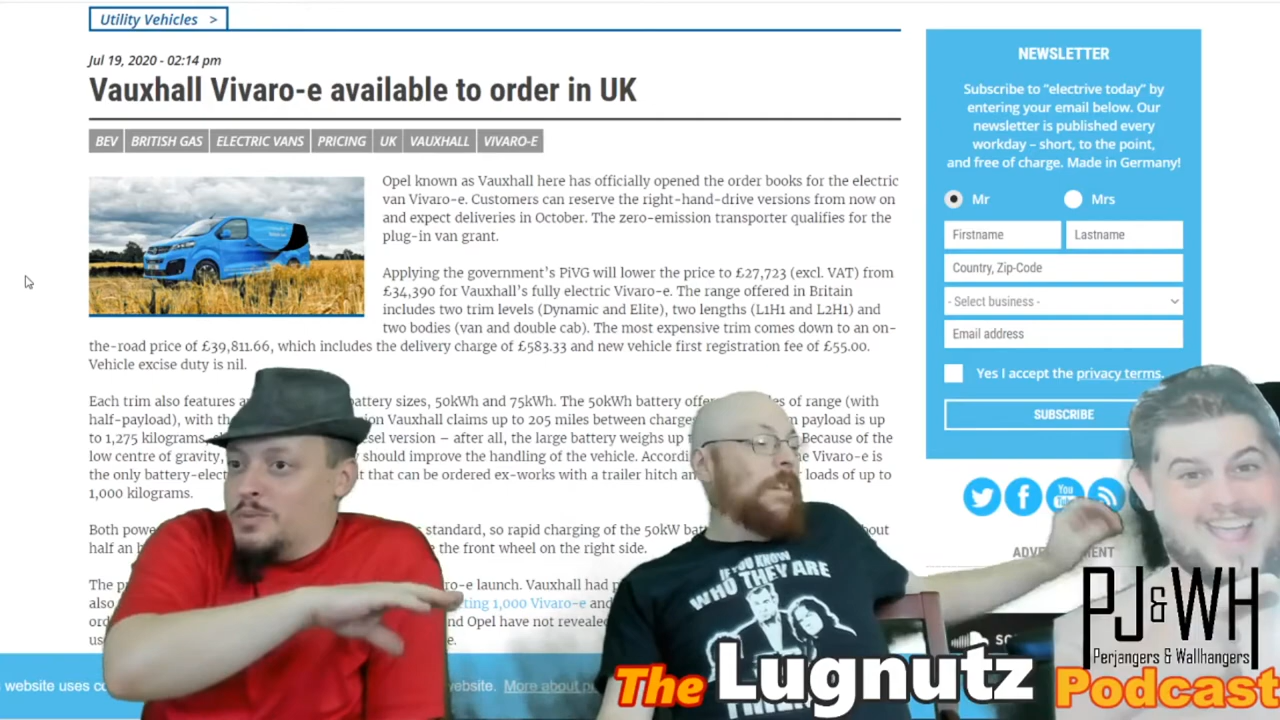 Utility Vehicles >
Jul 19, 2020 - 02:14 pm
Vauxhall Vivaro-e available to order in UK
BEV BRITISH GAS ELECTRIC VANS PRICING UK VAUXHALL VIVARO-E
Opel known as Vauxhall here has officially opened the order books for the electric
van Vivaro-e. Customers can reserve the right-hand-drive versions from now on
and expect deliveries in October. The zero-emission transporter qualifies for the
plug-in van grant.
Applying the government's PiVG will lower the price to £27,723 (excl. VAT) from
£34,390 for Vauxhall's fully electric Vivaro-e. The range offered in Britain
includes two trim levels (Dynamic and Elite), two lengths (L1H1 and L2H1) and
two bodies (van and double cab). The most expensive trim comes down to an on-
the-road price of £39,811.66, which includes the delivery charge of £583.33 and new vehicle first registration fee of £55.00.
Vehicle excise duty is nil.
Each trim also features battery sizes, 50kWh and 75kWh. The 50kWh battery of range (with
half-payload), with Vauxhall claims up to 205 miles between payload is up
to 1,275 kilograms, version – after all, the large battery weighs up Because of the
low centre of gravity, should improve the handling of the vehicle. Vivaro-e is
the only that can be ordered ex-works with a trailer hitch loads of up to
1,000 kilograms.
Both standard, so rapid charging of the 50kW
half an the front wheel on the right side.
The launch. Vauxhall had
also 1,000 Vivaro-e and
and Opel have not
NEWSLETTER
Subscribe to "electrive today" by
entering your email below. Our
newsletter is published every
workday – short, to the point,
and free of charge. Made in Germany!
Mr Mrs
Firstname Lastname
Country, Zip-Code
- Select business -
Email address
Yes I accept the privacy terms.
SUBSCRIBE
You
IF YOU KNOW
WHO THEY ARE
PJ&WH
Perjangers & Wallhangers
website uses website. More about
The Lugnutz Podcast